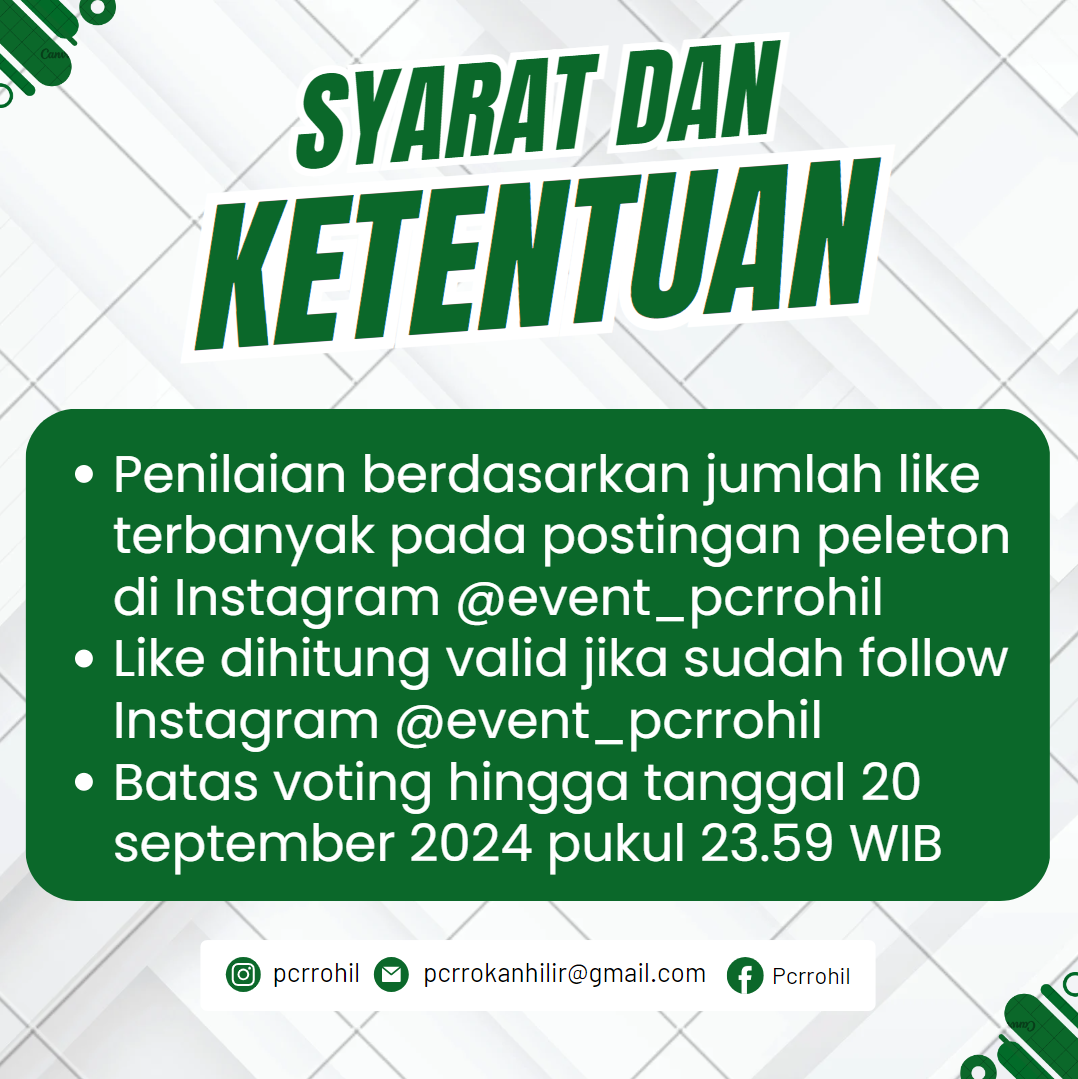 SYARAT DAN
KETENTUAN
• Penilaian berdasarkan jumlah like
terbanyak pada postingan peleton
di Instagram @event_pcrrohil
• Like dihitung valid jika sudah follow
Instagram @event_pcrrohil
• Batas voting hingga tanggal 20
september 2024 pukul 23.59 WIB
pcrrohil pcrrokanhilir@gmail.com Pcrrohil